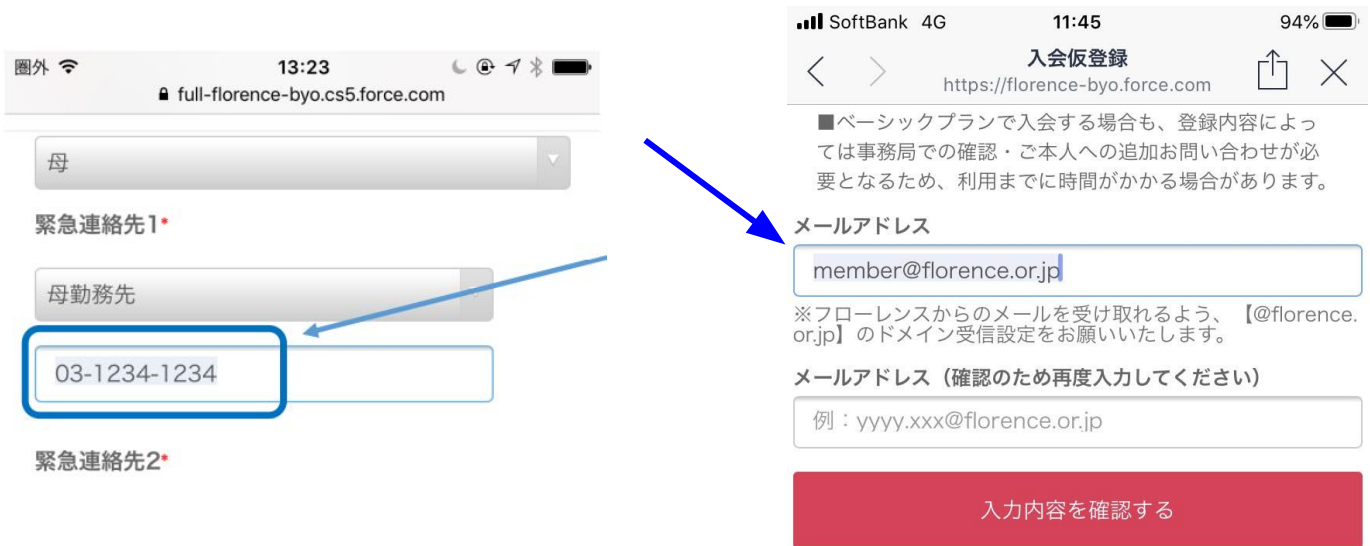 圏外 13:23
full-florence-byo.cs5.force.com
母
緊急連絡先1*
母勤務先
03-1234-1234
緊急連絡先2*
SoftBank 4G 11:45 94%
入会仮登録
https://florence-byo.force.com
■ベーシックプランで入会する場合も、登録内容によっ
ては事務局での確認・ご本人への追加お問い合わせが必
要となるため、利用までに時間がかかる場合があります。
メールアドレス
member@florence.or.jp
※フローレンスからのメールを受け取れるよう、【@florence.
or.jp】のドメイン受信設定をお願いいたします。
メールアドレス（確認のため再度入力してください）
例：yyyy.xxx@florence.or.jp
入力内容を確認する